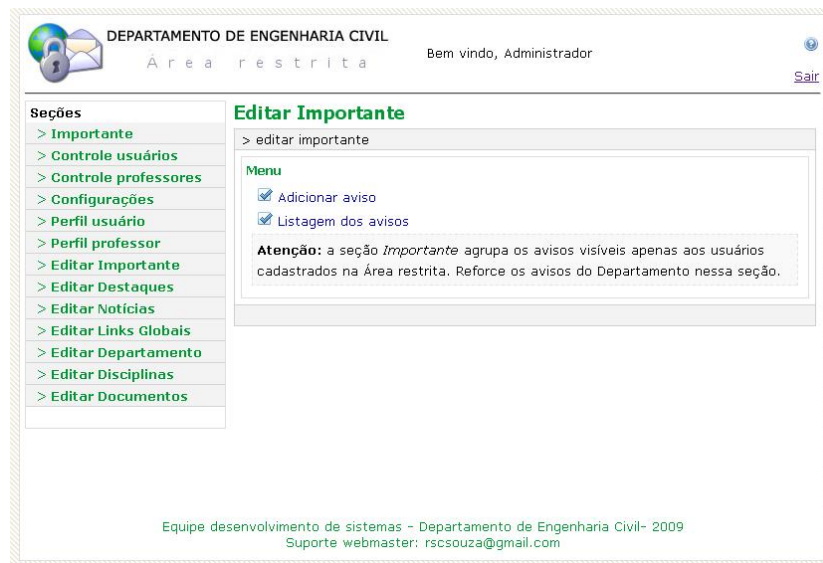 DEPARTAMENTO DE ENGENHARIA CIVIL
Área restrita
Bem vindo, Administrador
Sair
Seções
> Importante
> Controle usuários
> Controle professores
> Configurações
> Perfil usuário
> Perfil professor
> Editar Importante
> Editar Destaques
> Editar Notícias
> Editar Links Globais
> Editar Departamento
> Editar Disciplinas
> Editar Documentos
Editar Importante
> editar importante
Menu
Adicionar aviso
Listagem dos avisos
Atenção: a seção Importante agrupa os avisos visíveis apenas aos usuários
cadastrados na Área restrita. Reforce os avisos do Departamento nessa seção.
Equipe desenvolvimento de sistemas - Departamento de Engenharia Civil- 2009
Suporte webmaster: rscsouza@gmail.com